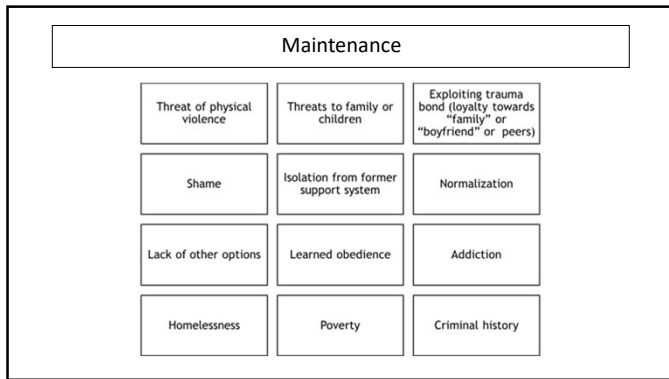 Maintenance
Threat of physical
violence
Threats to family or
children
Exploiting trauma
bond (loyalty towards
“family” or
“boyfriend” or peers)
Shame
Isolation from former
support system
Normalization
Lack of other options
Learned obedience
Addiction
Homelessness
Poverty
Criminal history